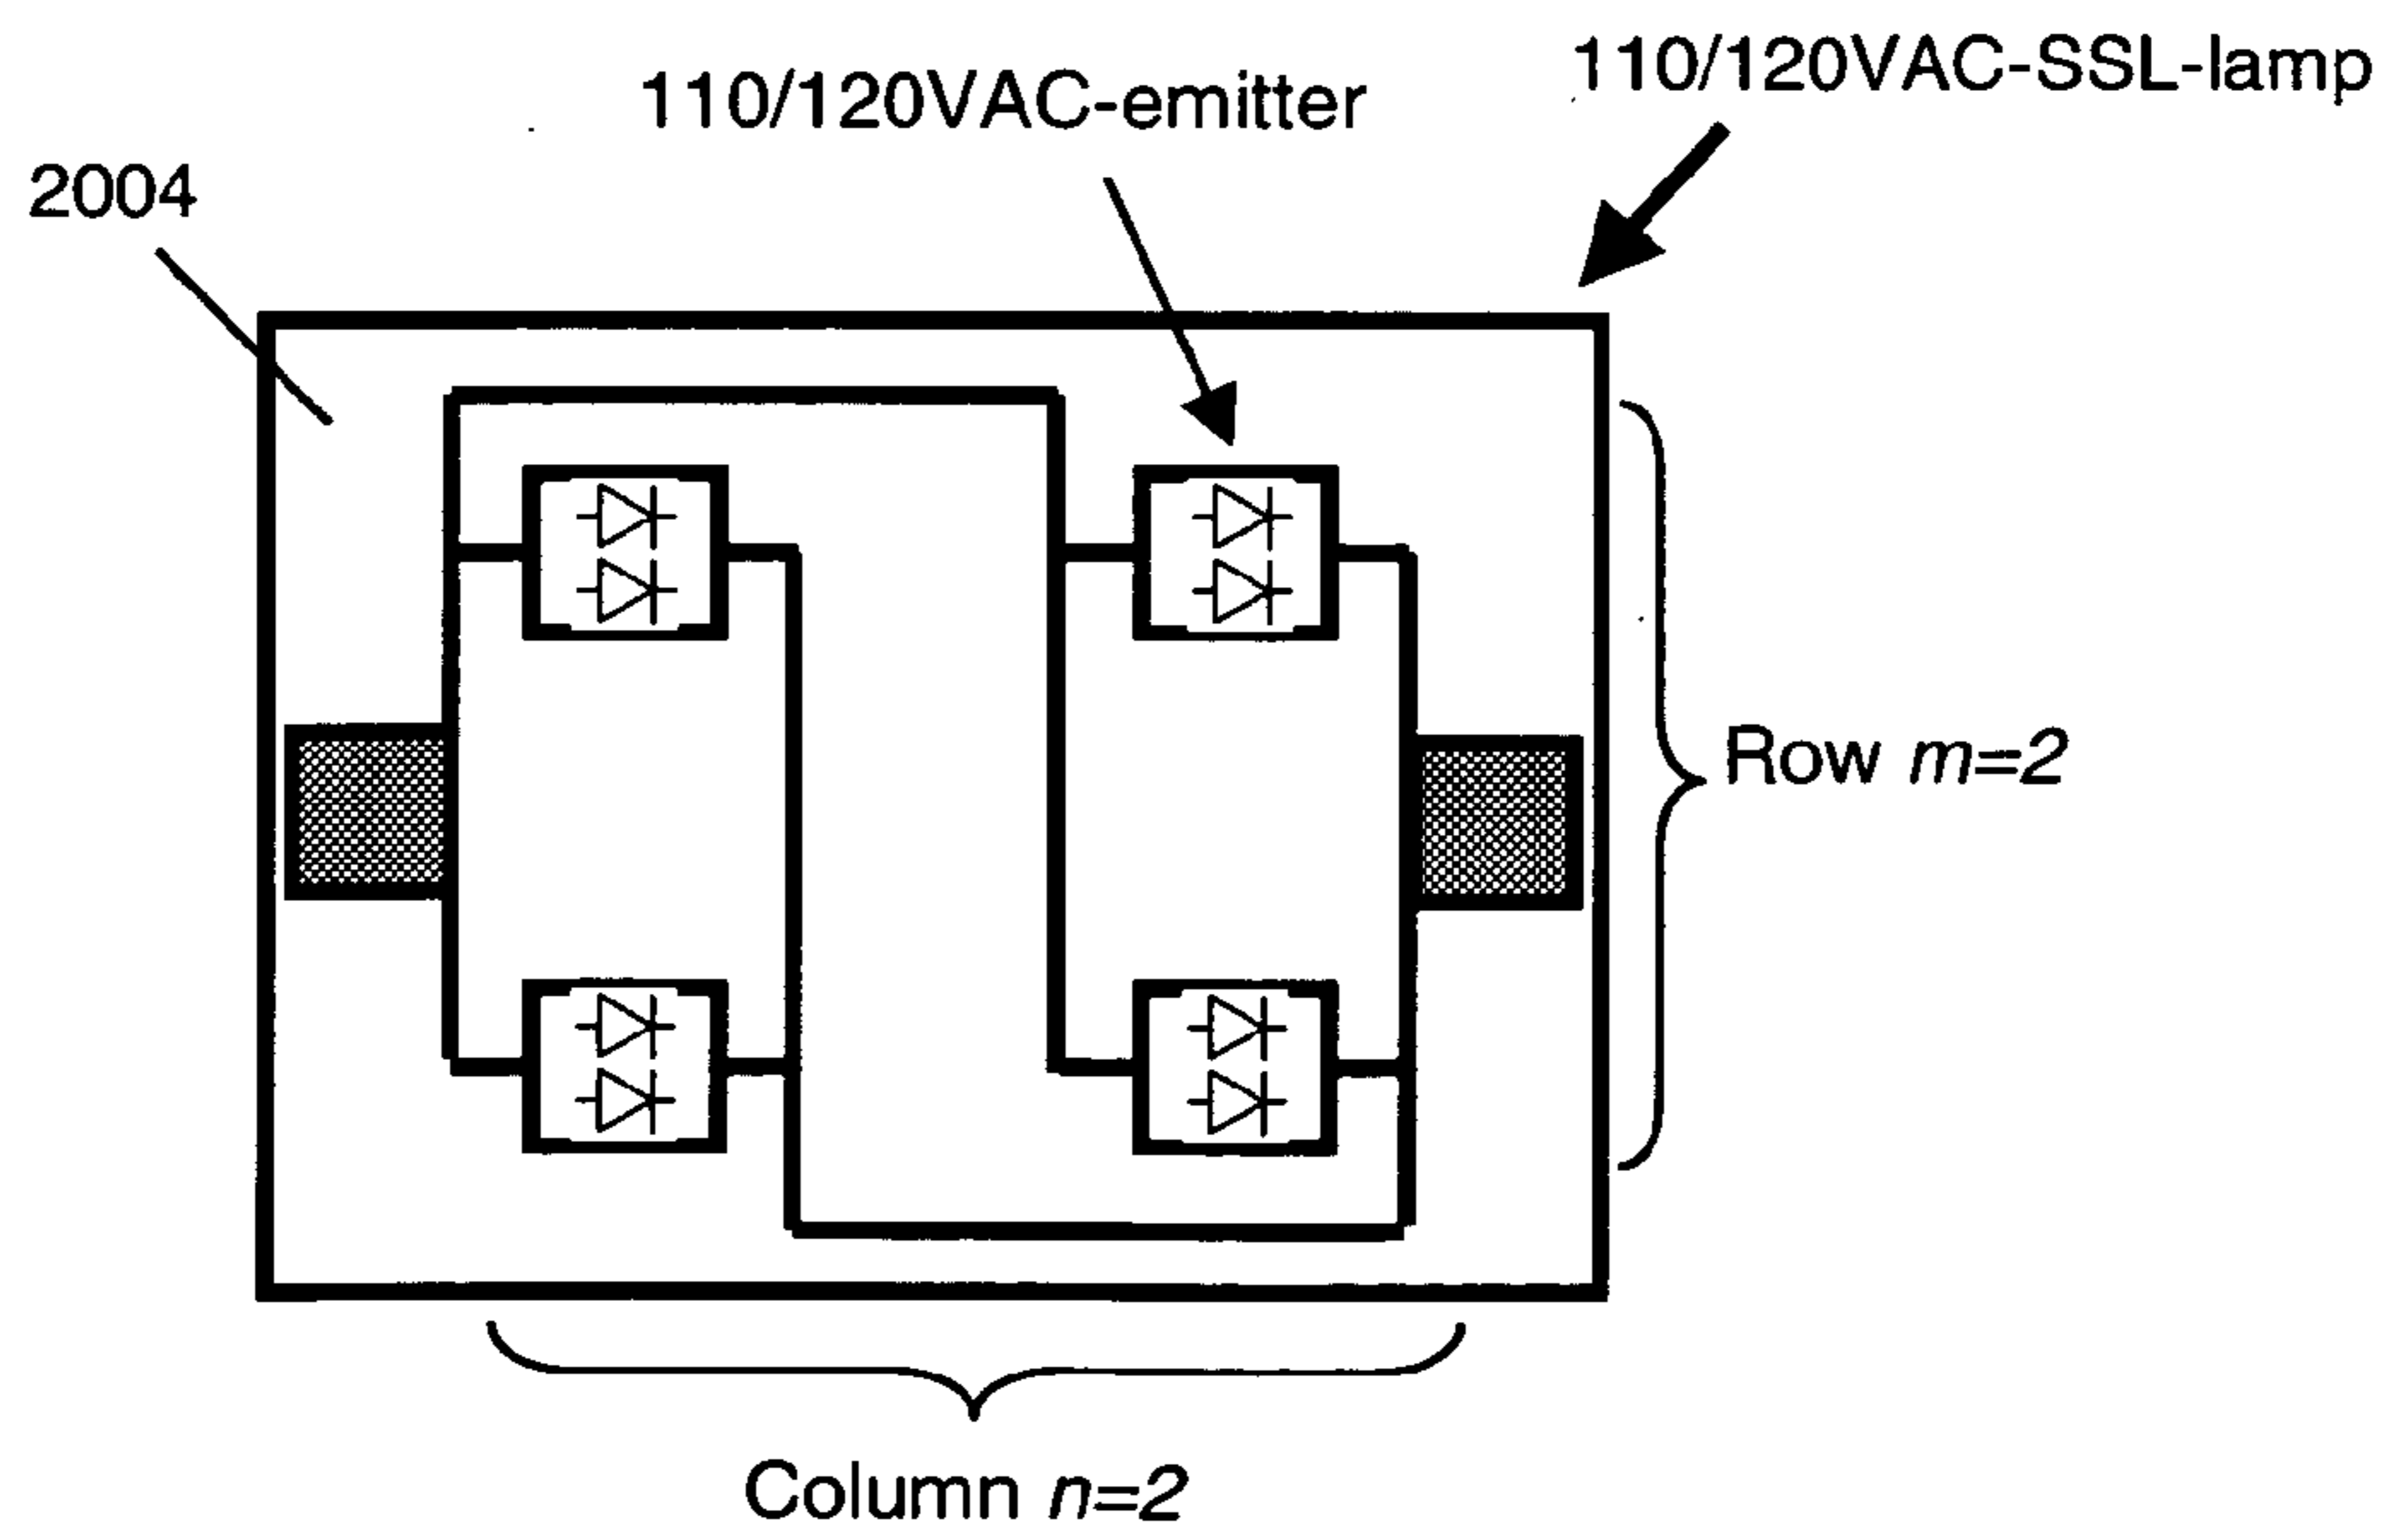 110/120VAC-SSL-lamp
110/120VAC-emitter
2004
Row m=2
Column n=2